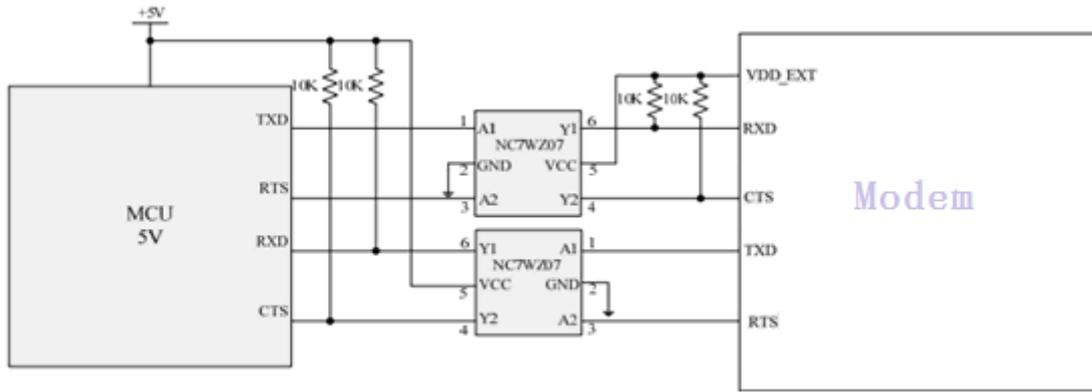 +5V
10K
10K
MCU
5V
TXD
RTS
RXD
CTS
1
A1
Y1
6
NC7WZ07
2
GND
VCC
5
3
A2
Y2
4
6
Y1
A1
1
NC7WZ07
5
VCC
GND
2
4
Y2
A2
3
10K
10K
VDD_EXT
RXD
CTS
TXD
RTS
Modem